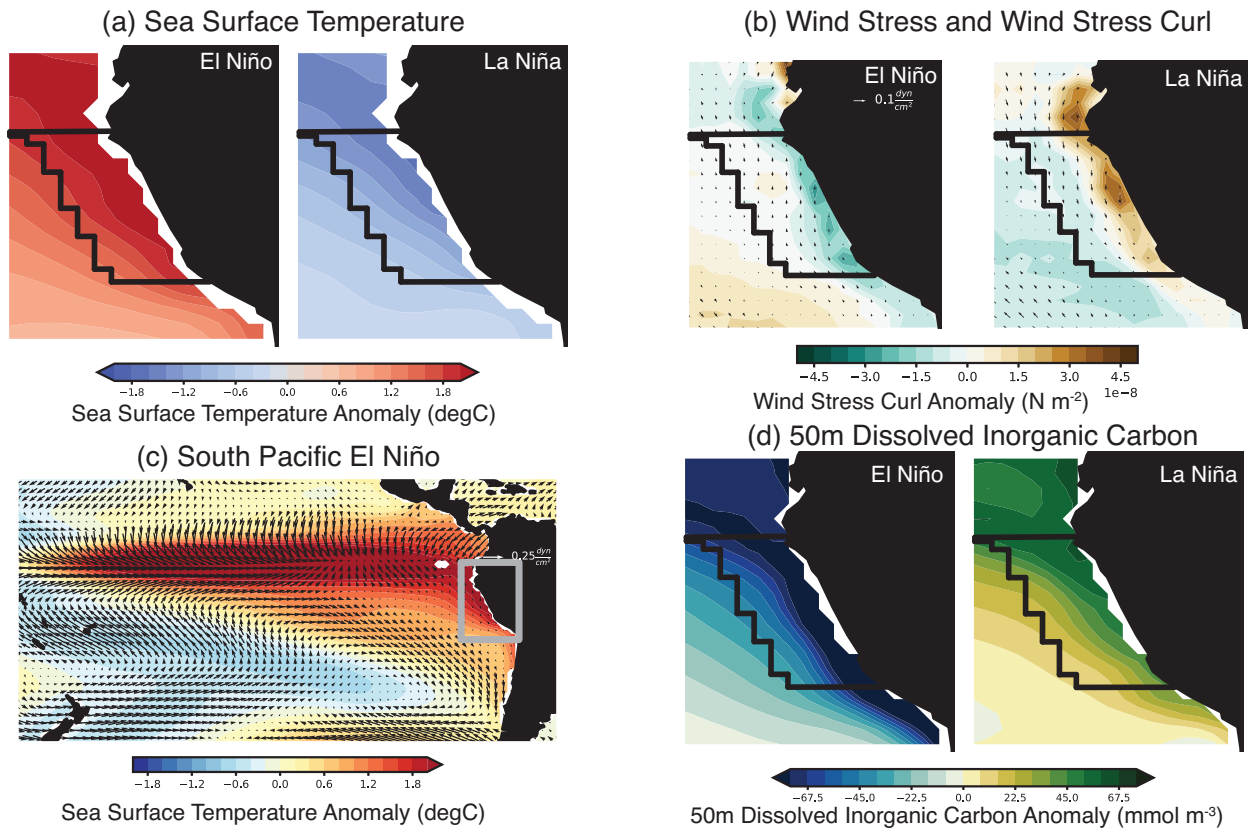 (a) Sea Surface Temperature
El Niño
La Niña
−1.8 −1.2 −0.6 0.0 0.6 1.2 1.8
Sea Surface Temperature Anomaly (degC)
(b) Wind Stress and Wind Stress Curl
El Niño
→ 0.1 dyn/cm²
La Niña
−4.5 −3.0 −1.5 0.0 1.5 3.0 4.5
1e−8
Wind Stress Curl Anomaly (N m⁻²)
(c) South Pacific El Niño
0.25 dyn/cm²
−1.8 −1.2 −0.6 0.0 0.6 1.2 1.8
Sea Surface Temperature Anomaly (degC)
(d) 50m Dissolved Inorganic Carbon
El Niño
La Niña
−67.5 −45.0 −22.5 0.0 22.5 45.0 67.5
50m Dissolved Inorganic Carbon Anomaly (mmol m⁻³)